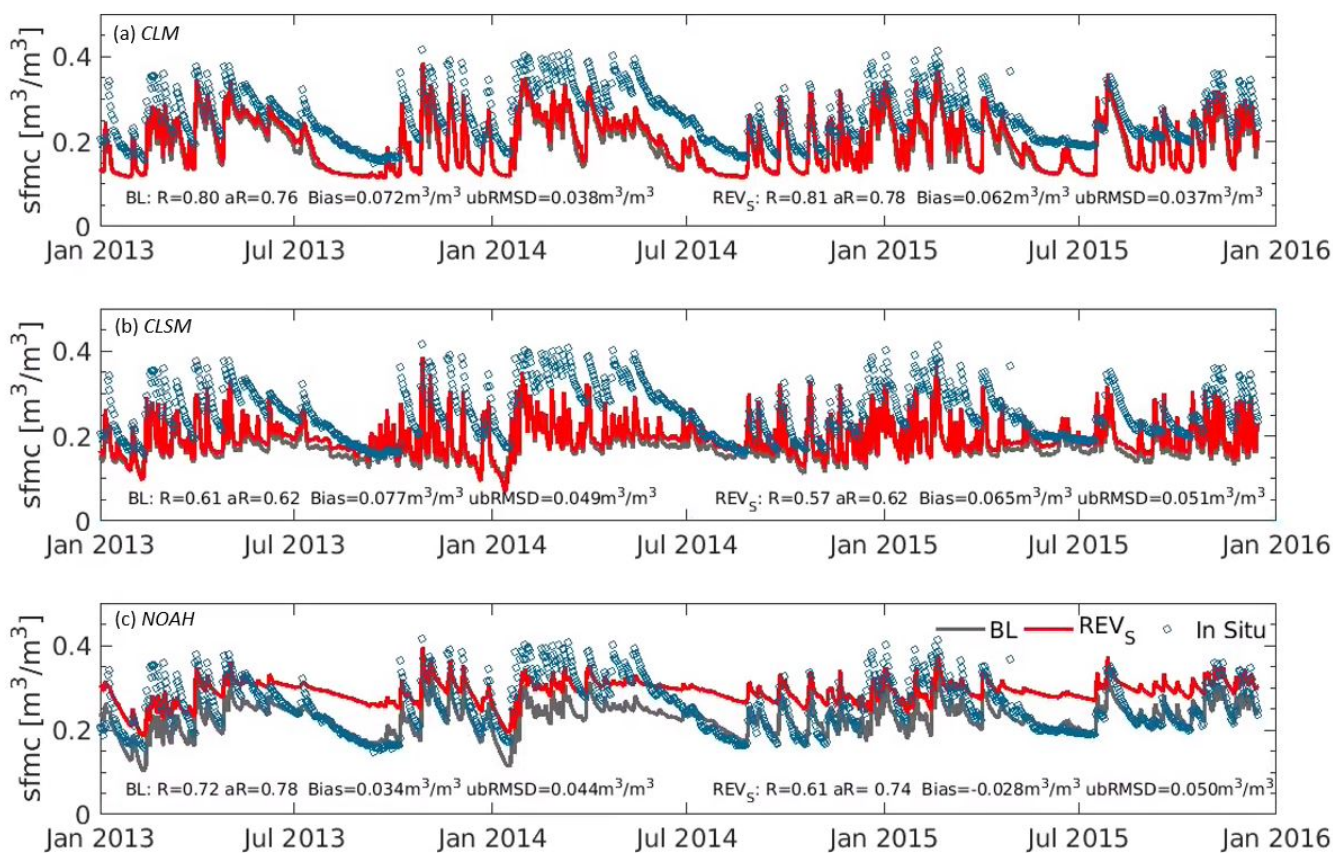 (a) CLM
sfmc [m³/m³]
0.4
0.2
0
BL: R=0.80 aR=0.76 Bias=0.072m³/m³ ubRMSD=0.038m³/m³
REVS: R=0.81 aR=0.78 Bias=0.062m³/m³ ubRMSD=0.037m³/m³
Jan 2013 Jul 2013 Jan 2014 Jul 2014 Jan 2015 Jul 2015 Jan 2016
(b) CLSM
sfmc [m³/m³]
0.4
0.2
0
BL: R=0.61 aR=0.62 Bias=0.077m³/m³ ubRMSD=0.049m³/m³
REVS: R=0.57 aR=0.62 Bias=0.065m³/m³ ubRMSD=0.051m³/m³
Jan 2013 Jul 2013 Jan 2014 Jul 2014 Jan 2015 Jul 2015 Jan 2016
(c) NOAH
BL REVS In Situ
sfmc [m³/m³]
0.4
0.2
0
BL: R=0.72 aR=0.78 Bias=0.034m³/m³ ubRMSD=0.044m³/m³
REVS: R=0.61 aR= 0.74 Bias=-0.028m³/m³ ubRMSD=0.050m³/m³
Jan 2013 Jul 2013 Jan 2014 Jul 2014 Jan 2015 Jul 2015 Jan 2016